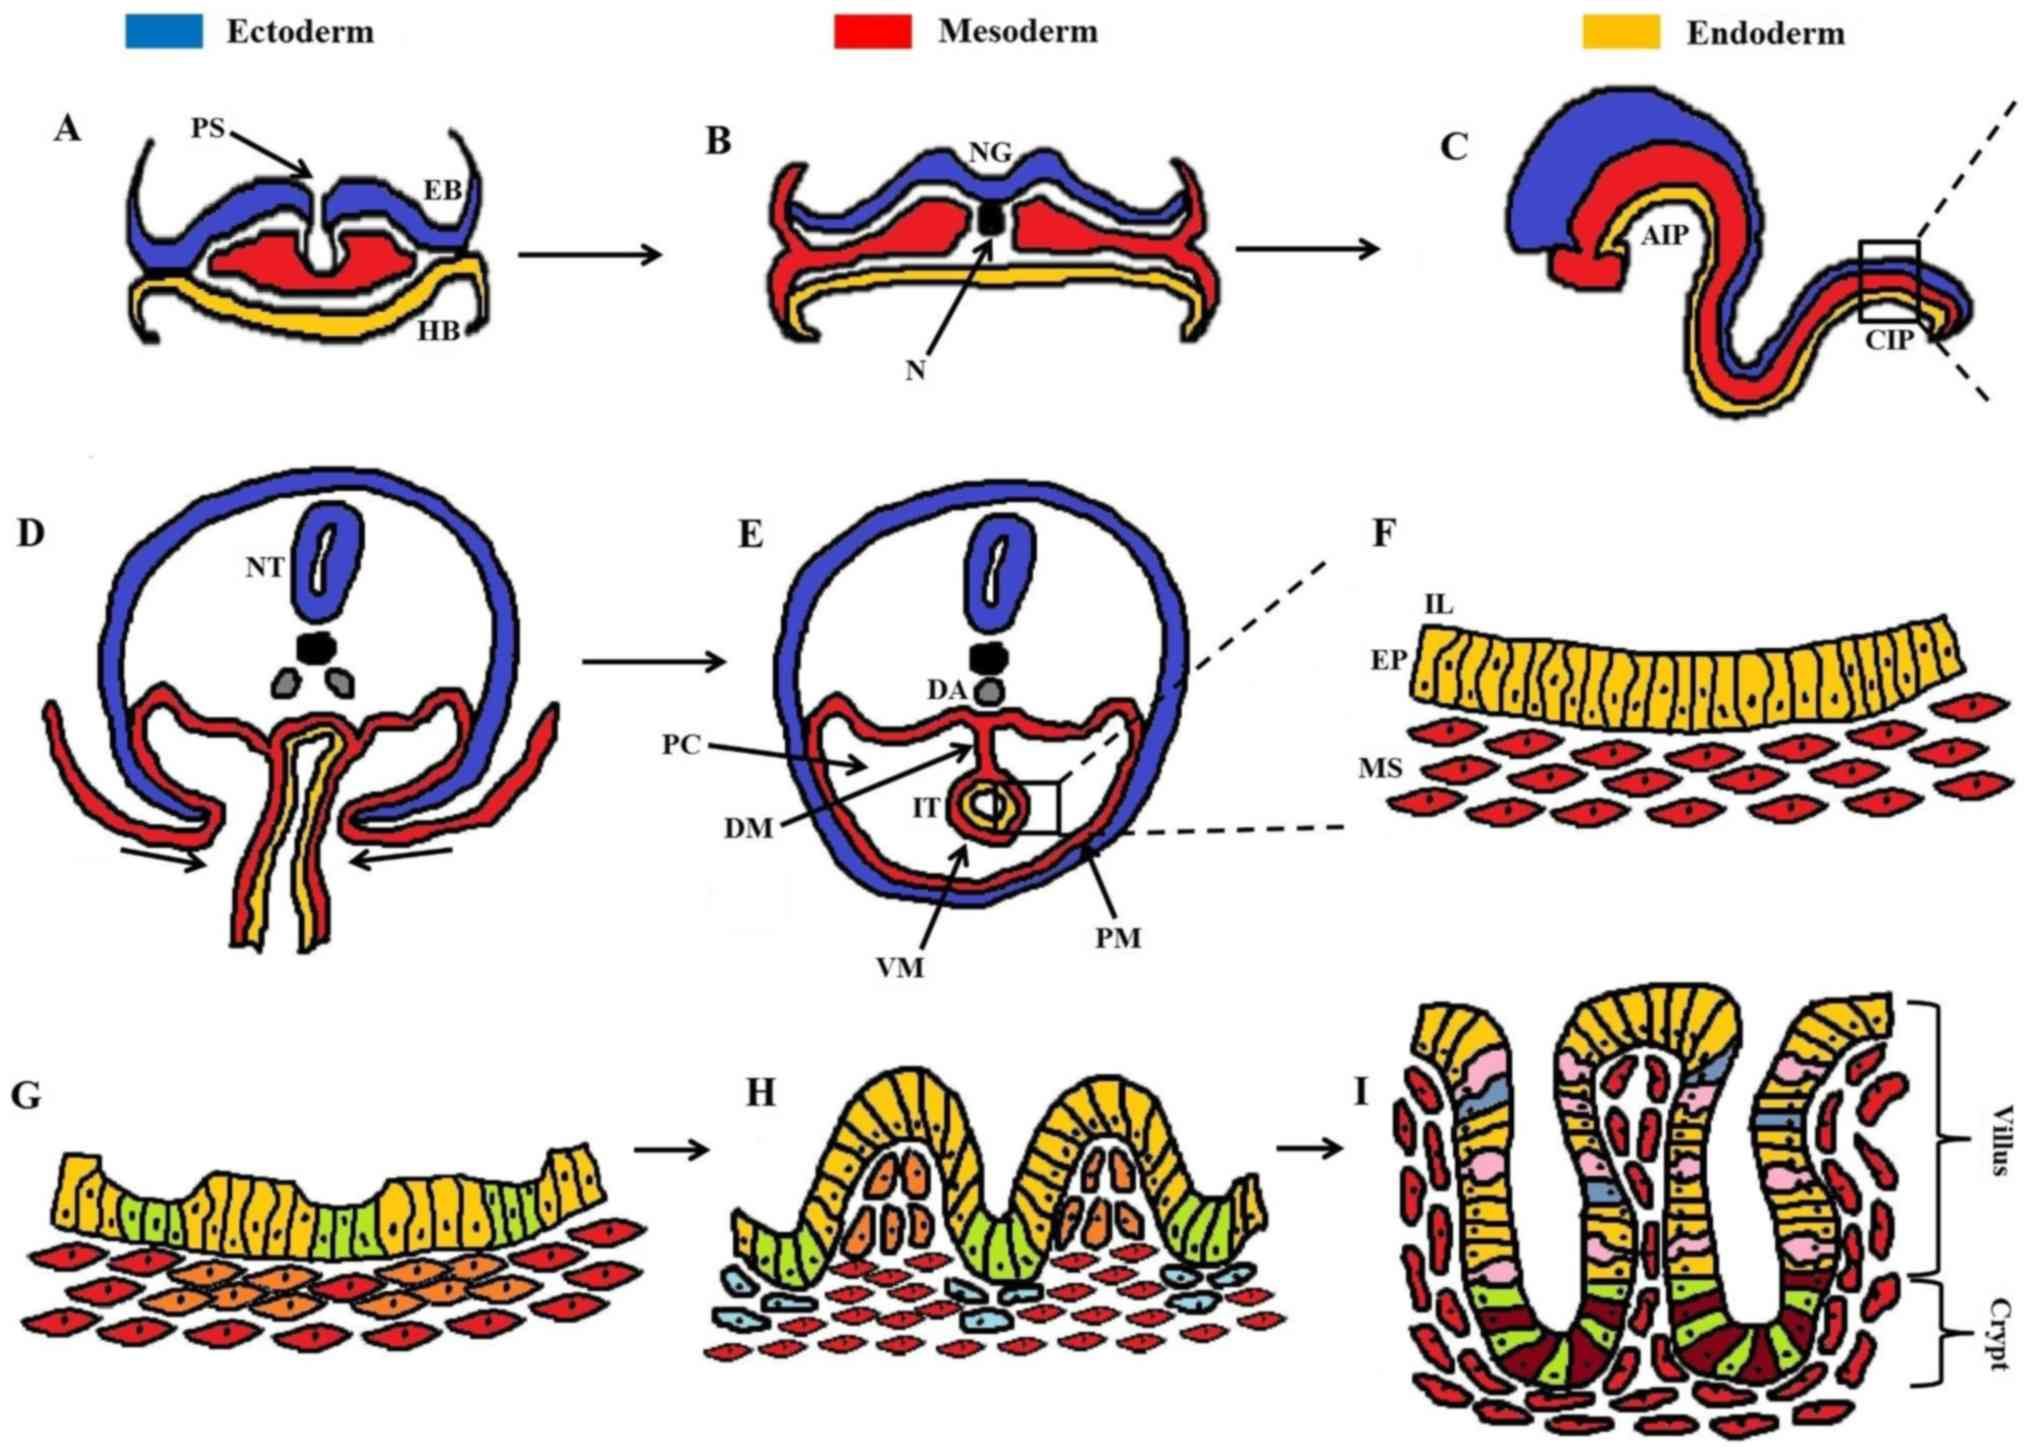 Ectoderm
Mesoderm
Endoderm
A
PS
EB
HB
B
NG
N
C
AIP
CIP
D
NT
E
DA
PC
DM
IT
VM
PM
F
IL
EP
MS
G
H
I
Villus
Crypt